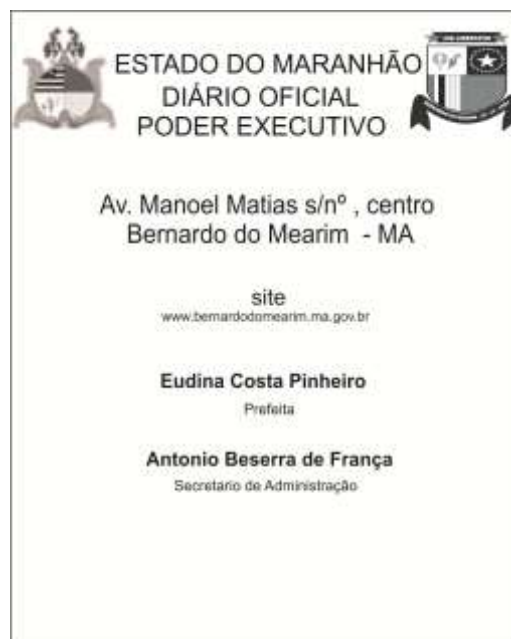 ESTADO DO MARANHÃO
DIÁRIO OFICIAL
PODER EXECUTIVO
Av. Manoel Matias s/nº , centro
Bernardo do Mearim - MA
site
www.bernardodomearim.ma.gov.br
Eudina Costa Pinheiro
Prefeita
Antonio Beserra de França
Secretario de Administração